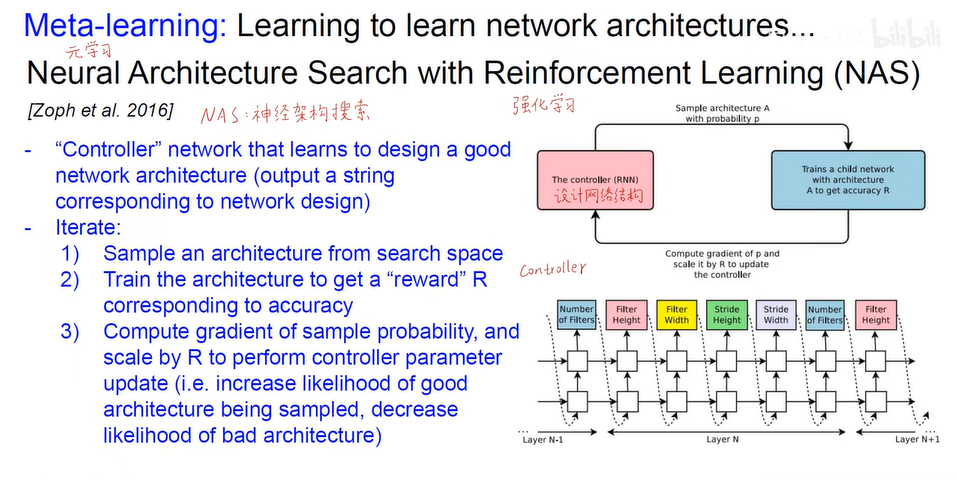 Meta-learning: Learning to learn network architectures...
bilibili
元学习
Neural Architecture Search with Reinforcement Learning (NAS)
[Zoph et al. 2016]
NAS:神经架构搜索
强化学习
- “Controller” network that learns to design a good
network architecture (output a string
corresponding to network design)
- Iterate:
1) Sample an architecture from search space
2) Train the architecture to get a “reward” R
corresponding to accuracy
3) Compute gradient of sample probability, and
scale by R to perform controller parameter
update (i.e. increase likelihood of good
architecture being sampled, decrease
likelihood of bad architecture)
Sample architecture A
with probability p
The controller (RNN)
设计网络结构
Trains a child network
with architecture
A to get accuracy R
Compute gradient of p and
scale it by R to update
the controller
Controller
Number
of Filters
Filter
Height
Filter
Width
Stride
Height
Stride
Width
Number
of Filters
Filter
Height
...
Layer N-1
Layer N
Layer N+1
...